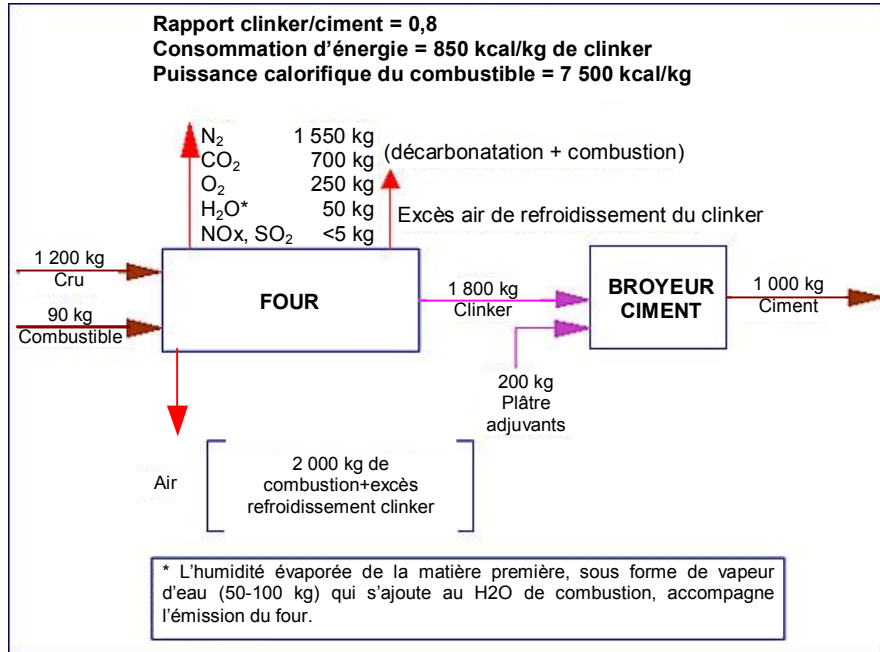 Rapport clinker/ciment = 0,8
Consommation d'énergie = 850 kcal/kg de clinker
Puissance calorifique du combustible = 7 500 kcal/kg
N2 1 550 kg
CO2 700 kg
(décarbonatation + combustion)
O2 250 kg
H2O* 50 kg
Excès air de refroidissement du clinker
NOx, SO2 <5 kg
1 200 kg
Cru
90 kg
Combustible
FOUR
1 800 kg
Clinker
BROYEUR
CIMENT
1 000 kg
Ciment
200 kg
Plâtre
adjuvants
Air
2 000 kg de
combustion+excès
refroidissement clinker
* L'humidité évaporée de la matière première, sous forme de vapeur
d'eau (50-100 kg) qui s'ajoute au H2O de combustion, accompagne
l'émission du four.